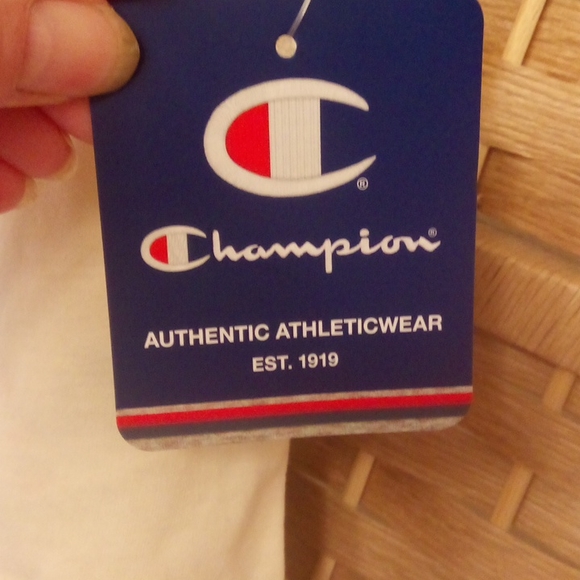 ®
Champion®
AUTHENTIC ATHLETICWEAR
EST. 1919